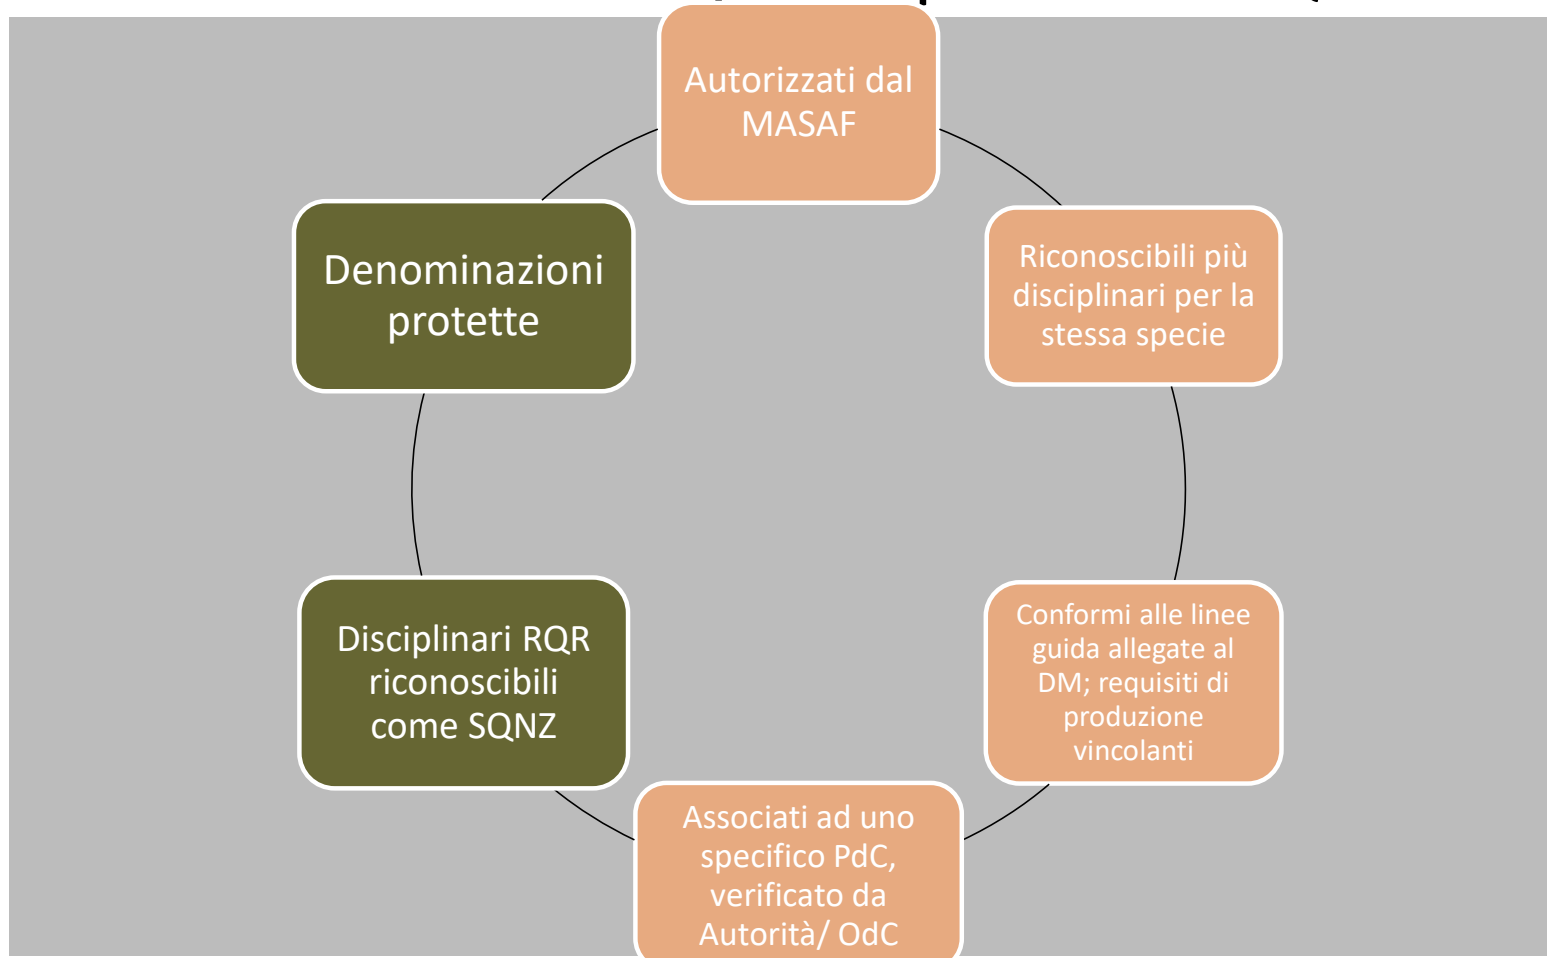 Autorizzati dal
MASAF
Riconoscibili più
disciplinari per la
stessa specie
Conformi alle linee
guida allegate al
DM; requisiti di
produzione
vincolanti
Associati ad uno
specifico PdC,
verificato da
Autorità/ OdC
Disciplinari RQR
riconoscibili
come SQNZ
Denominazioni
protette